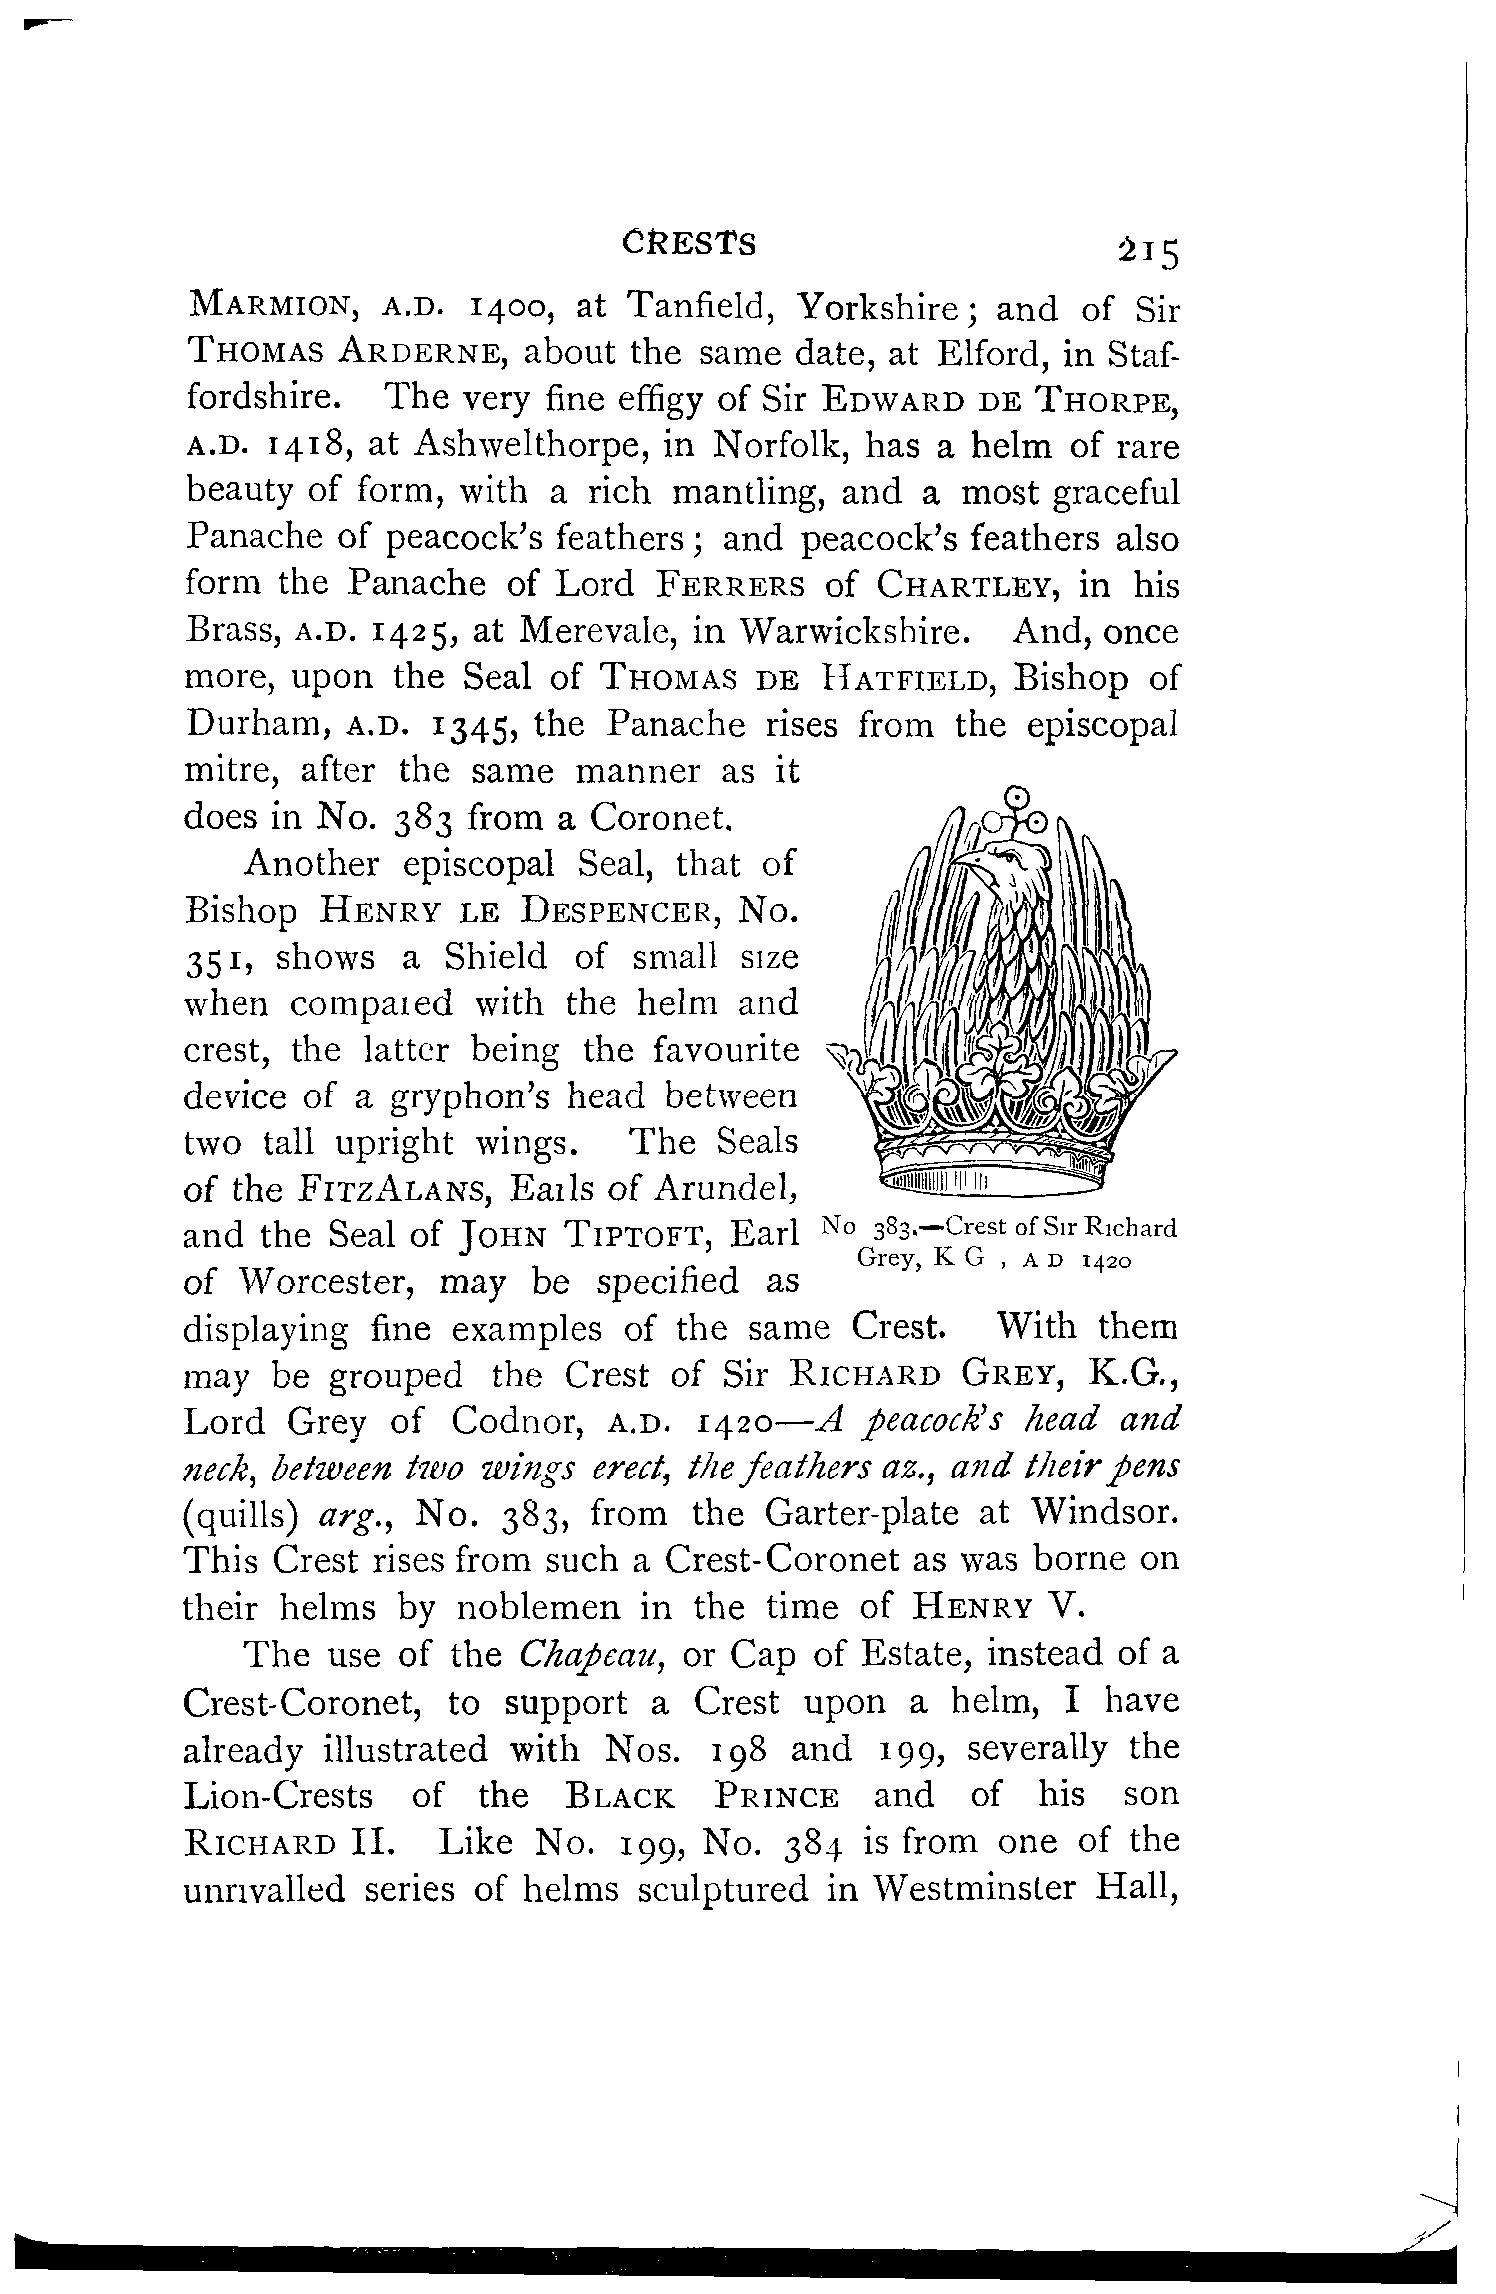 CRESTS 215
MARMION, A.D. 1400, at Tanfield, Yorkshire; and of Sir
THOMAS ARDERNE, about the same date, at Elford, in Staf-
fordshire. The very fine effigy of Sir EDWARD DE THORPE,
A.D. 1418, at Ashwelthorpe, in Norfolk, has a helm of rare
beauty of form, with a rich mantling, and a most graceful
Panache of peacock's feathers; and peacock's feathers also
form the Panache of Lord FERRERS of CHARTLEY, in his
Brass, A.D. 1425, at Merevale, in Warwickshire. And, once
more, upon the Seal of THOMAS DE HATFIELD, Bishop of
Durham, A.D. 1345, the Panache rises from the episcopal
mitre, after the same manner as it
does in No. 383 from a Coronet.
Another episcopal Seal, that of
Bishop HENRY LE DESPENCER, No.
351, shows a Shield of small size
when compared with the helm and
crest, the latter being the favourite
device of a gryphon's head between
two tall upright wings. The Seals
of the FITZALANS, Earls of Arundel,
and the Seal of JOHN TIPTOFT, Earl
of Worcester, may be specified as
No 383.—Crest of Sir Richard
Grey, K G , A D 1420
displaying fine examples of the same Crest. With them
may be grouped the Crest of Sir RICHARD GREY, K.G.,
Lord Grey of Codnor, A.D. 1420—A peacock's head and
neck, between two wings erect, the feathers az., and their pens
(quills) arg., No. 383, from the Garter-plate at Windsor.
This Crest rises from such a Crest-Coronet as was borne on
their helms by noblemen in the time of HENRY V.
The use of the Chapeau, or Cap of Estate, instead of a
Crest-Coronet, to support a Crest upon a helm, I have
already illustrated with Nos. 198 and 199, severally the
Lion-Crests of the BLACK PRINCE and of his son
RICHARD II. Like No. 199, No. 384 is from one of the
unrivalled series of helms sculptured in Westminster Hall,